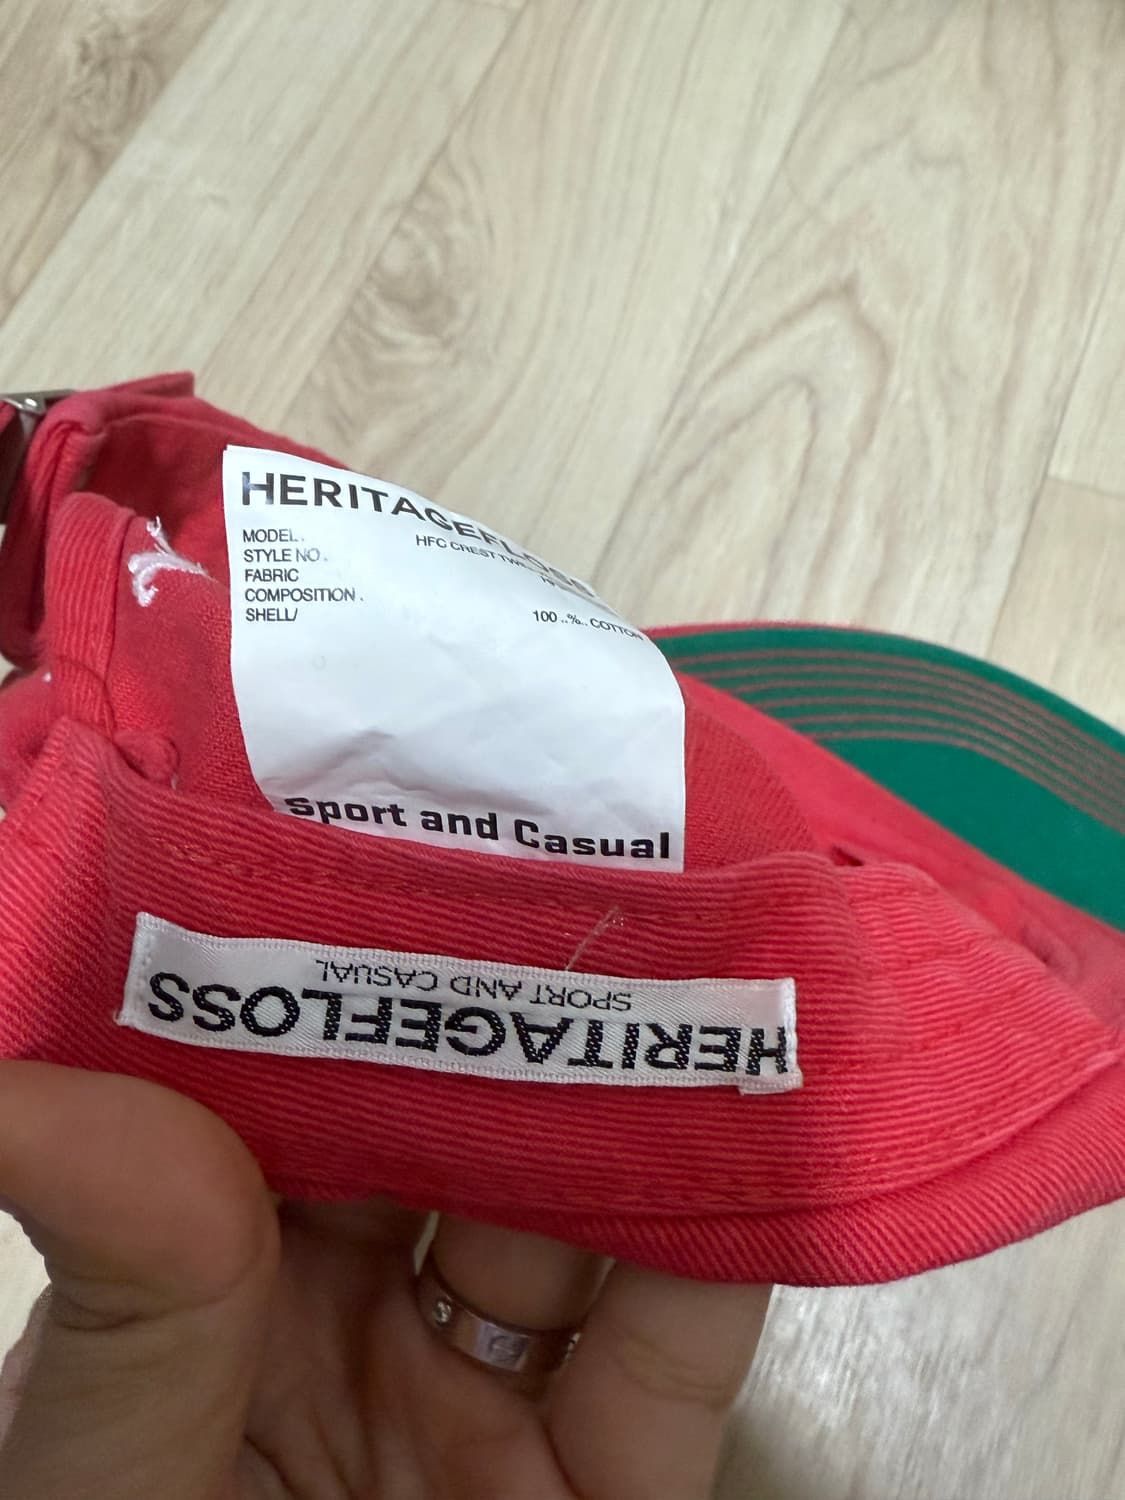 HERITAGEFLOSS
MODEL. HFC CREST
STYLE NO.
FABRIC
COMPOSITION.
SHELL/ 100..%..COTTON
Sport and Casual
HERITAGEFLOSS
SPORT AND CASUAL